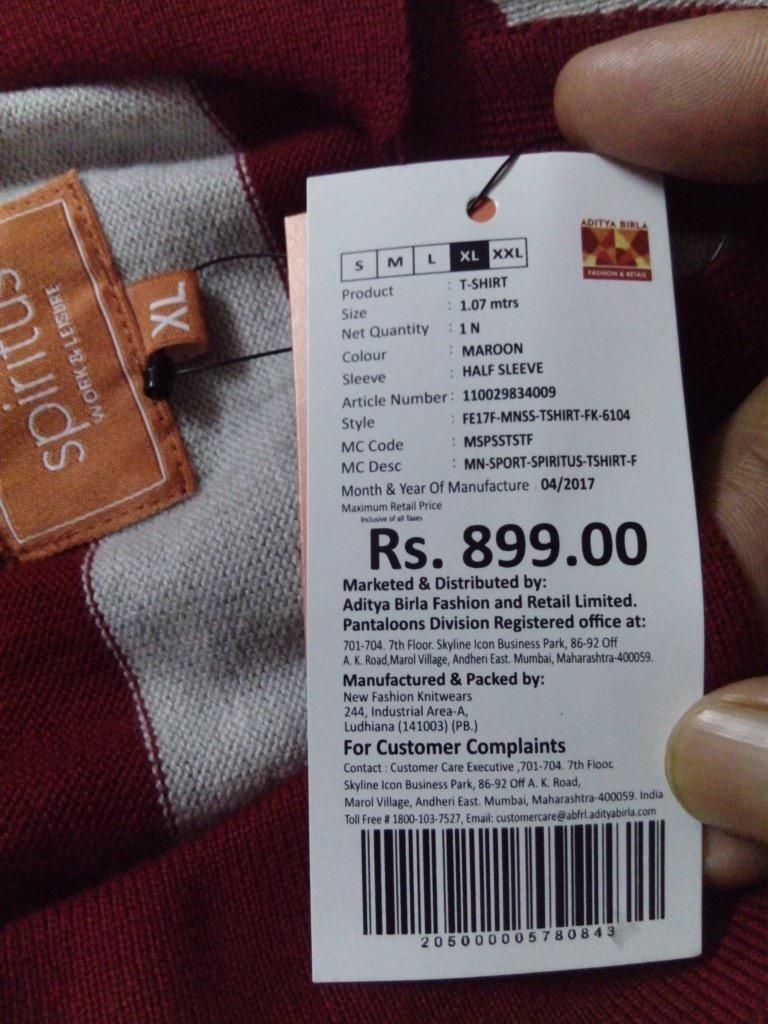 spiritus
WORK & LEISURE
XL
S M L XL XXL
ADITYA BIRLA
FASHION & RETAIL
Product : T-SHIRT
Size : 1.07 mtrs
Net Quantity : 1 N
Colour : MAROON
Sleeve : HALF SLEEVE
Article Number : 110029834009
Style : FE17F-MNSS-TSHIRT-FK-6104
MC Code : MSPSSTSTF
MC Desc : MN-SPORT-SPIRITUS-TSHIRT-F
Month & Year Of Manufacture 04/2017
Maximum Retail Price
Inclusive of all Taxes
Rs. 899.00
Marketed & Distributed by:
Aditya Birla Fashion and Retail Limited.
Pantaloons Division Registered office at:
701-704. 7th Floor. Skyline Icon Business Park, 86-92 Off
A. K. Road,Marol Village, Andheri East. Mumbai, Maharashtra-400059.
Manufactured & Packed by:
New Fashion Knitwears
244, Industrial Area-A,
Ludhiana (141003) (PB.)
For Customer Complaints
Contact : Customer Care Executive ,701-704. 7th Floor.
Skyline Icon Business Park, 86-92 Off A. K. Road,
Marol Village, Andheri East. Mumbai, Maharashtra-400059. India
Toll Free # 1800-103-7527, Email: customercare@abfrl.adityabirla.com
2050000005780843